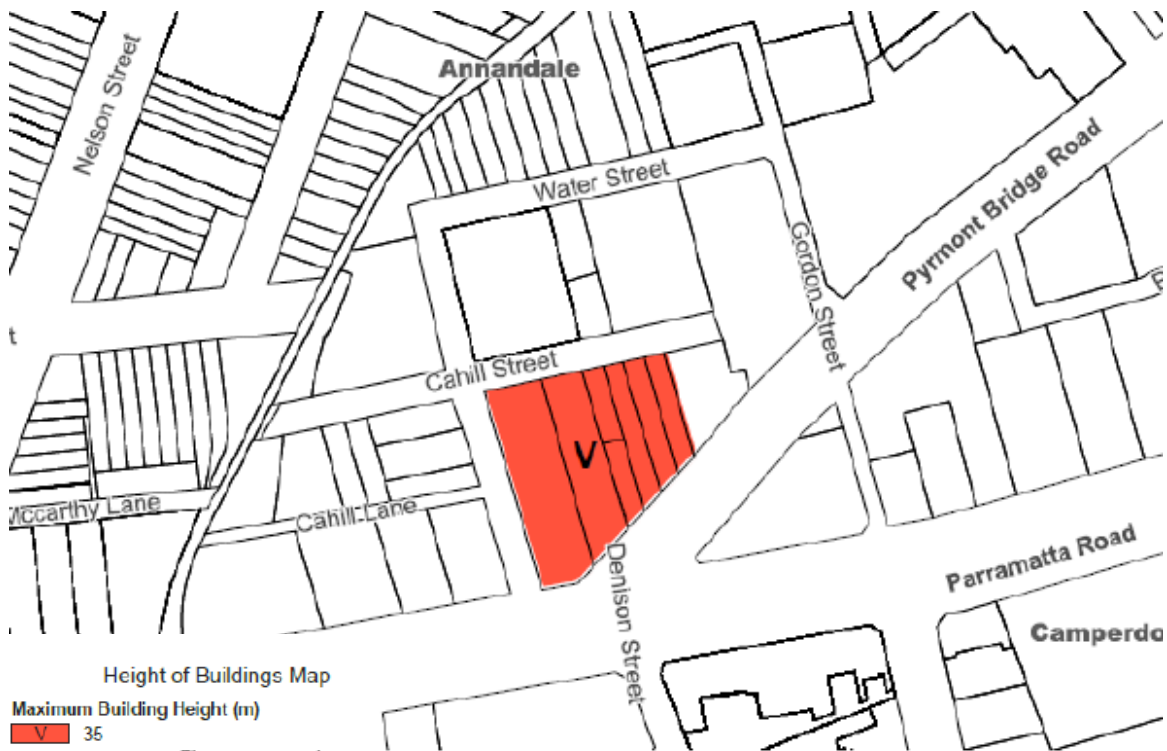 Annandale
Nelson Street
Water Street
Pyrmont Bridge Road
Gordon Street
t
Cahill Street
V
Mccarthy Lane
Cahill Lane
Denison Street
Parramatta Road
Camperdo
Height of Buildings Map
Maximum Building Height (m)
V 35